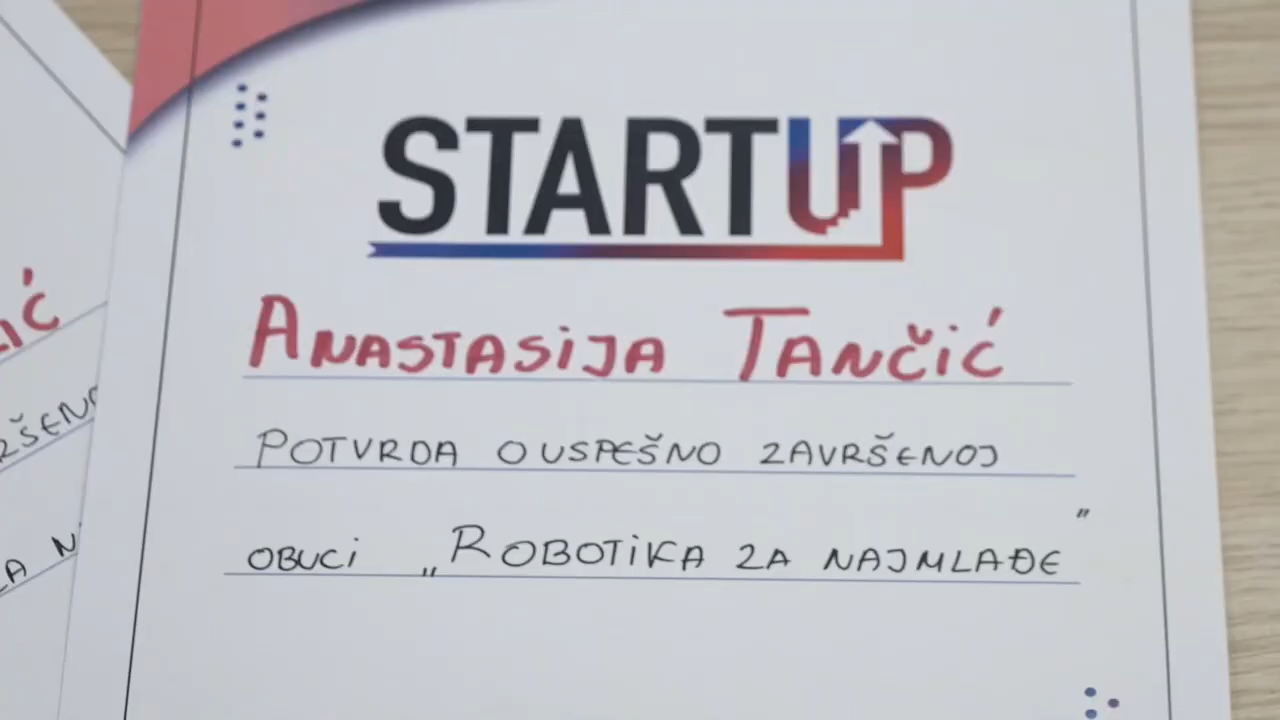 STARTUP
ANASTASIJA TANČIĆ
POTVRDA O USPEŠNO ZAVRŠENOJ
OBUCI „ROBOTIKA ZA NAJMLAĐE”